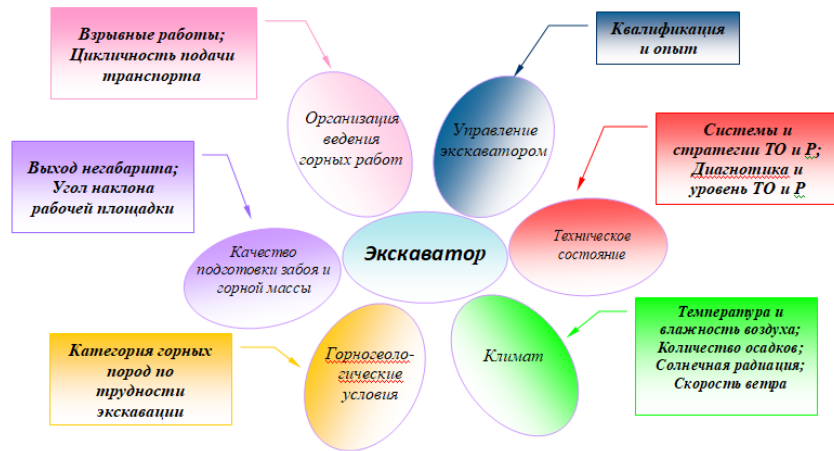 Взрывные работы;
Цикличность подачи
транспорта
Квалификация
и опыт
Организация
ведения
горных работ
Управление
экскаватором
Выход негабарита;
Угол наклона
рабочей площадки
Системы и
стратегии ТО и Р;
Диагнотика и
уровень ТО и Р
Качество
подготовки забоя и
горной массы
Экскаватор
Техническое
состояние
Категория горных
пород по
трудности
экскавации
Горногеоло-
гические
условия
Климат
Температура и
влажность воздуха;
Количество осадков;
Солнечная радиация;
Скорость ветра